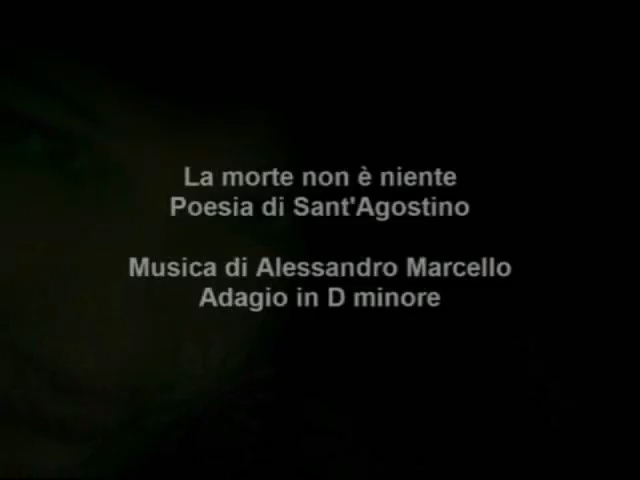 La morte non è niente
Poesia di Sant'Agostino
Musica di Alessandro Marcello
Adagio in D minore